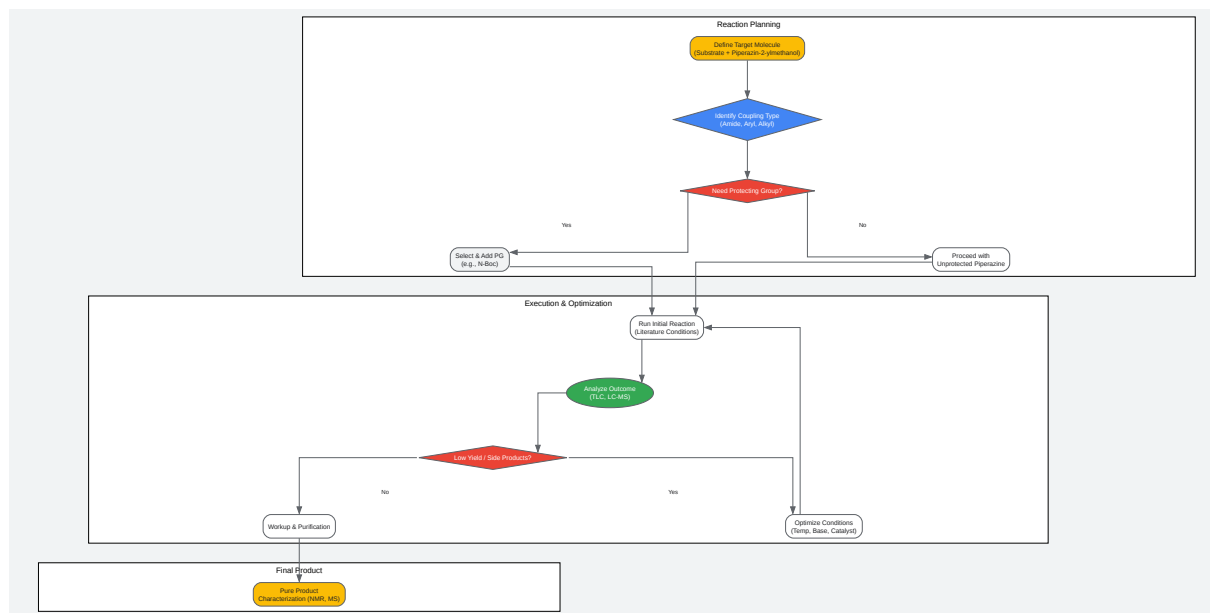 Reaction Planning
Define Target Molecule
(Substrate + Piperazin-2-ylmethanol)
Identify Coupling Type
(Amide, Aryl, Alkyl)
Need Protecting Group?
Yes
No
Select & Add PG
(e.g., N-Boc)
Proceed with
Unprotected Piperazine
Execution & Optimization
Run Initial Reaction
(Literature Conditions)
Analyze Outcome
(TLC, LC-MS)
Low Yield / Side Products?
No
Yes
Workup & Purification
Optimize Conditions
(Temp, Base, Catalyst)
Final Product
Pure Product
Characterization (NMR, MS)